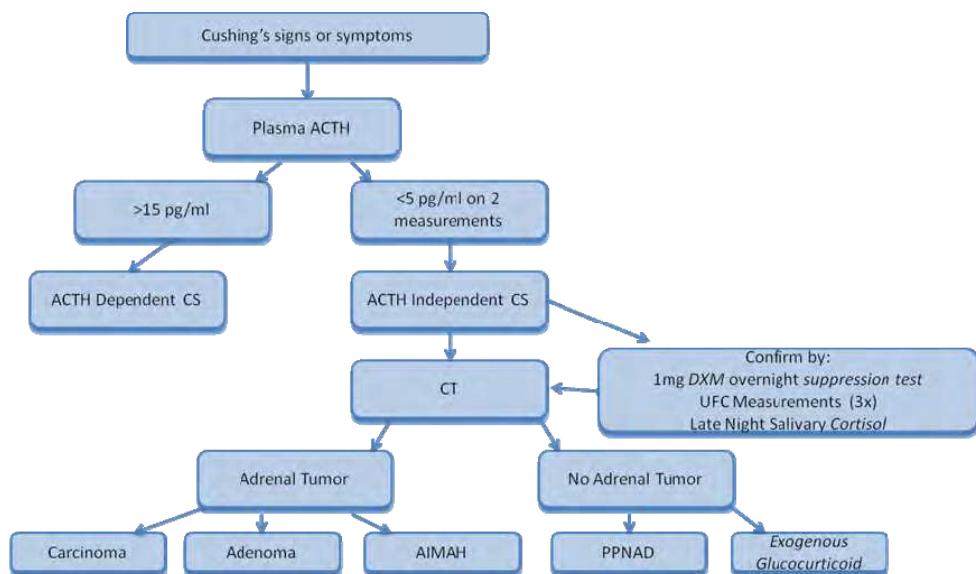 Cushing's signs or symptoms
Plasma ACTH
>15 pg/ml
<5 pg/ml on 2
measurements
ACTH Dependent CS
ACTH Independent CS
Confirm by:
1mg DXM overnight suppression test
UFC Measurements (3x)
Late Night Salivary Cortisol
CT
Adrenal Tumor
No Adrenal Tumor
Carcinoma
Adenoma
AIMAH
PPNAD
Exogenous
Glucocurticoid